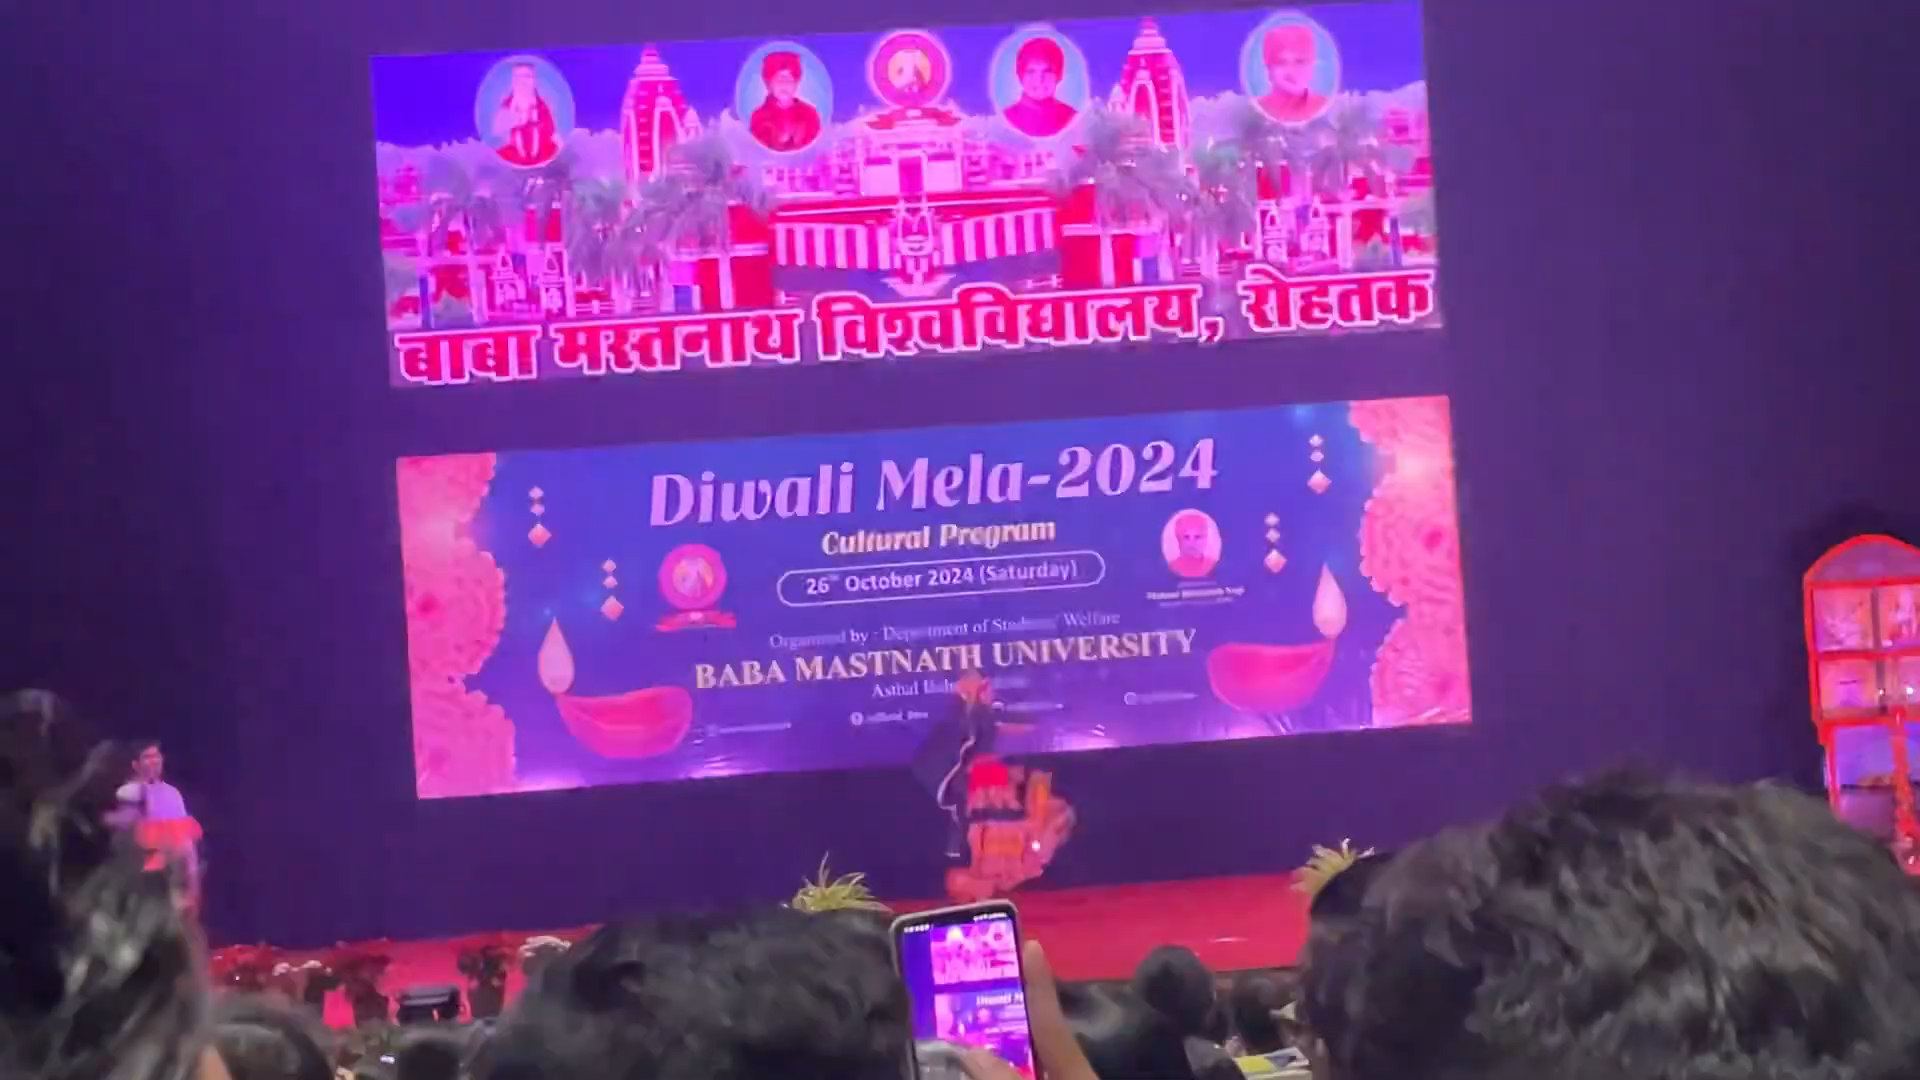 बाबा मस्तनाथ विश्वविद्यालय, रोहतक
Diwali Mela-2024
Cultural Program
26th October 2024 (Saturday)
Organised by : Department of Students' Welfare
BABA MASTNATH UNIVERSITY
Asthal